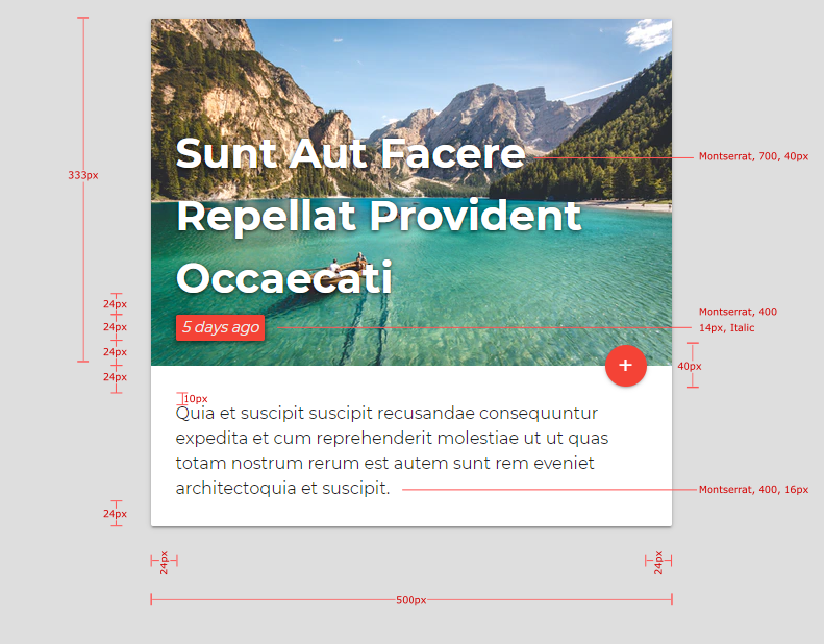 Sunt Aut Facere
Repellat Provident
Occaecati
5 days ago
+
Quia et suscipit suscipit recusandae consequuntur
expedita et cum reprehenderit molestiae ut ut quas
totam nostrum rerum est autem sunt rem eveniet
architectoquia et suscipit.
333px
24px
24px
24px
24px
10px
24px
24px
24px
500px
Montserrat, 700, 40px
Montserrat, 400
14px, Italic
40px
Montserrat, 400, 16px